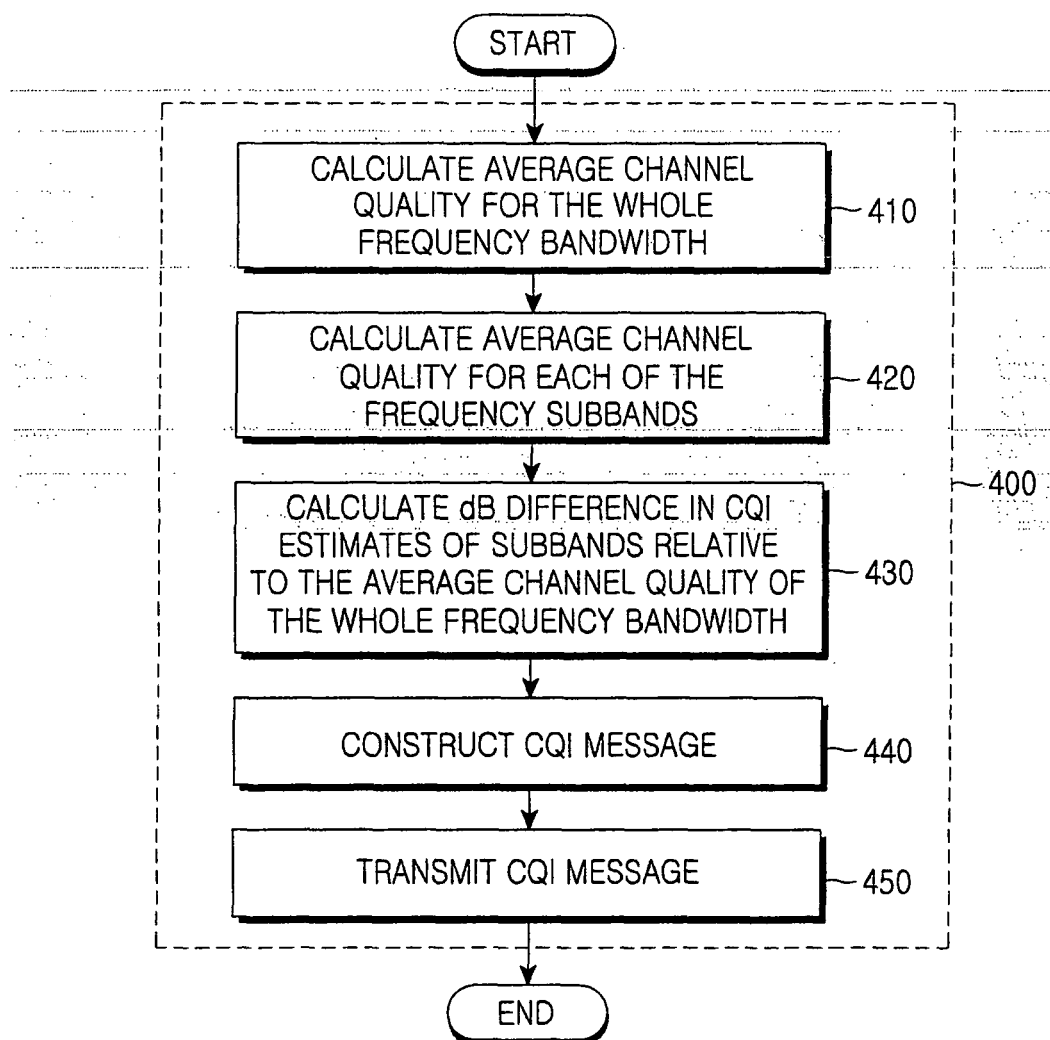 START
CALCULATE AVERAGE CHANNEL
QUALITY FOR THE WHOLE
FREQUENCY BANDWIDTH
410
CALCULATE AVERAGE CHANNEL
QUALITY FOR EACH OF THE
FREQUENCY SUBBANDS
420
CALCULATE dB DIFFERENCE IN CQI
ESTIMATES OF SUBBANDS RELATIVE
TO THE AVERAGE CHANNEL QUALITY OF
THE WHOLE FREQUENCY BANDWIDTH
430
400
CONSTRUCT CQI MESSAGE
440
TRANSMIT CQI MESSAGE
450
END